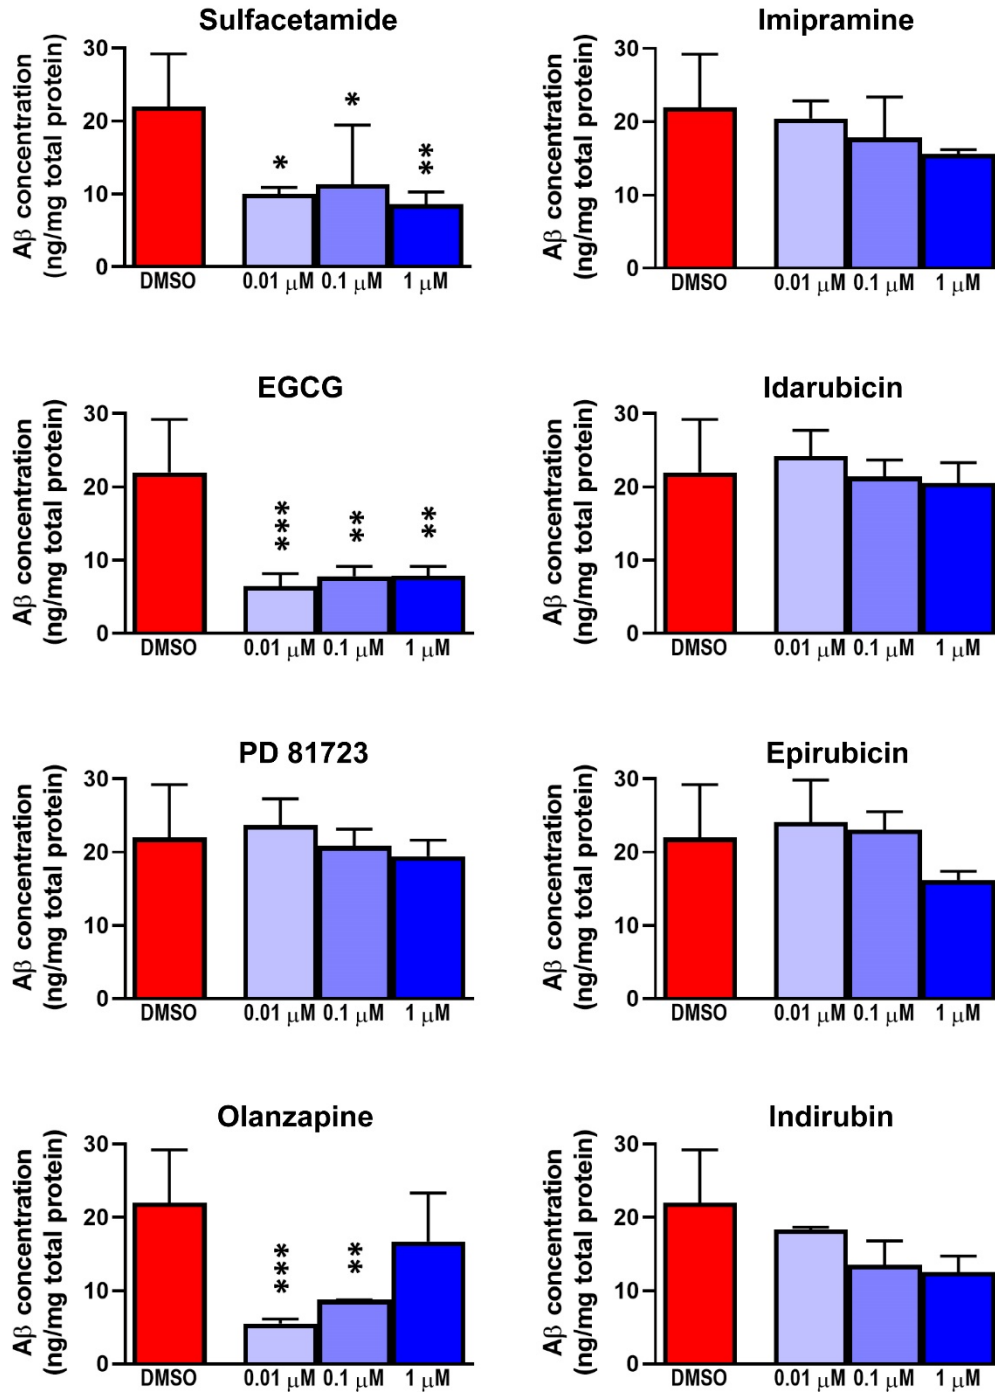 Sulfacetamide
Aβ concentration
(ng/mg total protein)
30
20
10
0
*
*
**
DMSO 0.01 μM 0.1 μM 1 μM
Imipramine
Aβ concentration
(ng/mg total protein)
30
20
10
0
DMSO 0.01 μM 0.1 μM 1 μM
EGCG
Aβ concentration
(ng/mg total protein)
30
20
10
0
***
**
**
DMSO 0.01 μM 0.1 μM 1 μM
Idarubicin
Aβ concentration
(ng/mg total protein)
30
20
10
0
DMSO 0.01 μM 0.1 μM 1 μM
PD 81723
Aβ concentration
(ng/mg total protein)
30
20
10
0
DMSO 0.01 μM 0.1 μM 1 μM
Epirubicin
Aβ concentration
(ng/mg total protein)
30
20
10
0
DMSO 0.01 μM 0.1 μM 1 μM
Olanzapine
Aβ concentration
(ng/mg total protein)
30
20
10
0
***
**
DMSO 0.01 μM 0.1 μM 1 μM
Indirubin
Aβ concentration
(ng/mg total protein)
30
20
10
0
DMSO 0.01 μM 0.1 μM 1 μM